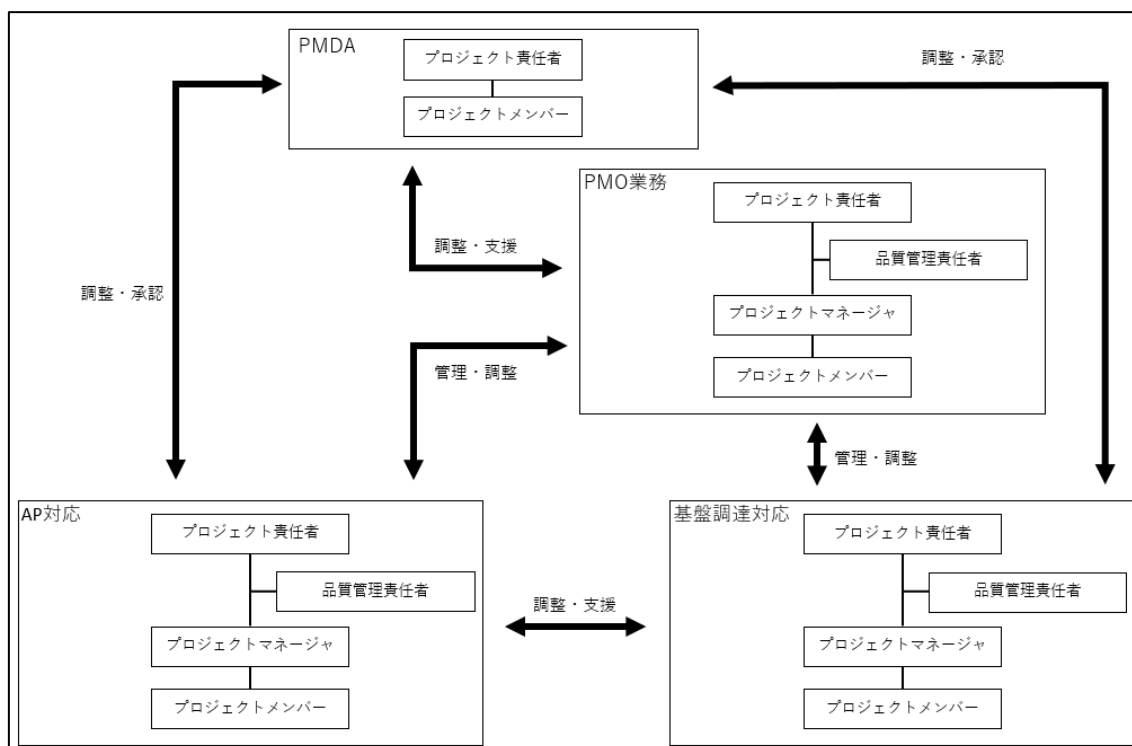 PMDA
プロジェクト責任者
プロジェクトメンバー
調整・承認
PMO業務
プロジェクト責任者
品質管理責任者
プロジェクトマネージャ
プロジェクトメンバー
調整・支援
調整・承認
管理・調整
管理・調整
AP対応
プロジェクト責任者
品質管理責任者
プロジェクトマネージャ
プロジェクトメンバー
調整・支援
基盤調達対応
プロジェクト責任者
品質管理責任者
プロジェクトマネージャ
プロジェクトメンバー